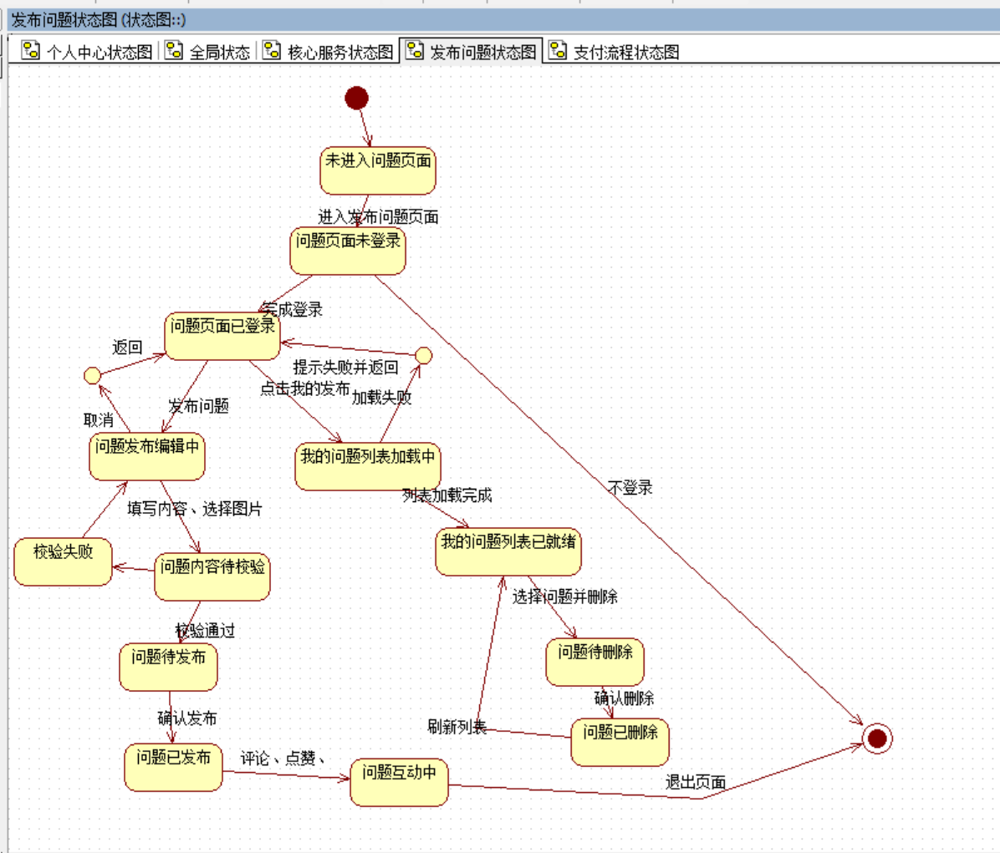 发布问题状态图 (状态图::)
个人中心状态图
全局状态
核心服务状态图
发布问题状态图
支付流程状态图
未进入问题页面
进入发布问题页面
问题页面未登录
完成登录
问题页面已登录
返回
提示失败并返回
点击我的发布
加载失败
发布问题
取消
问题发布编辑中
我的问题列表加载中
不登录
列表加载完成
填写内容、选择图片
我的问题列表已就绪
校验失败
问题内容待校验
选择问题并删除
校验通过
问题待发布
问题待删除
确认删除
确认发布
刷新列表
问题已删除
问题已发布
评论、点赞、
问题互动中
退出页面